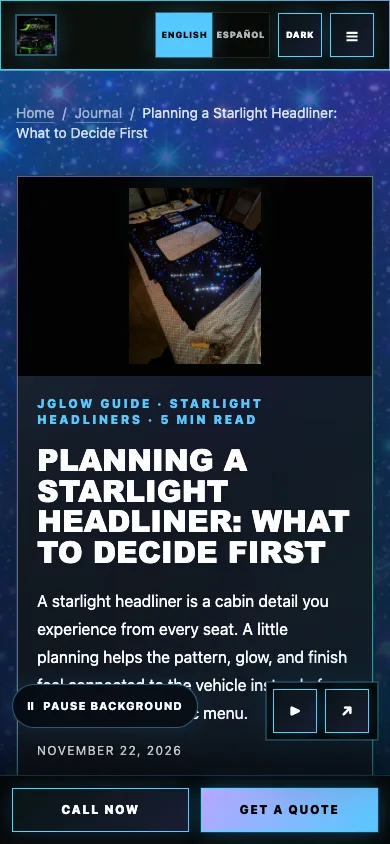 ENGLISH
ESPAÑOL
DARK
Home / Journal / Planning a Starlight Headliner:
What to Decide First
JGLOW GUIDE · STARLIGHT
HEADLINERS · 5 MIN READ
PLANNING A
STARLIGHT
HEADLINER: WHAT
TO DECIDE FIRST
A starlight headliner is a cabin detail you
experience from every seat. A little
planning helps the pattern, glow, and finish
feel connected to the vehicle
menu.
PAUSE BACKGROUND
NOVEMBER 22, 2026
CALL NOW
GET A QUOTE